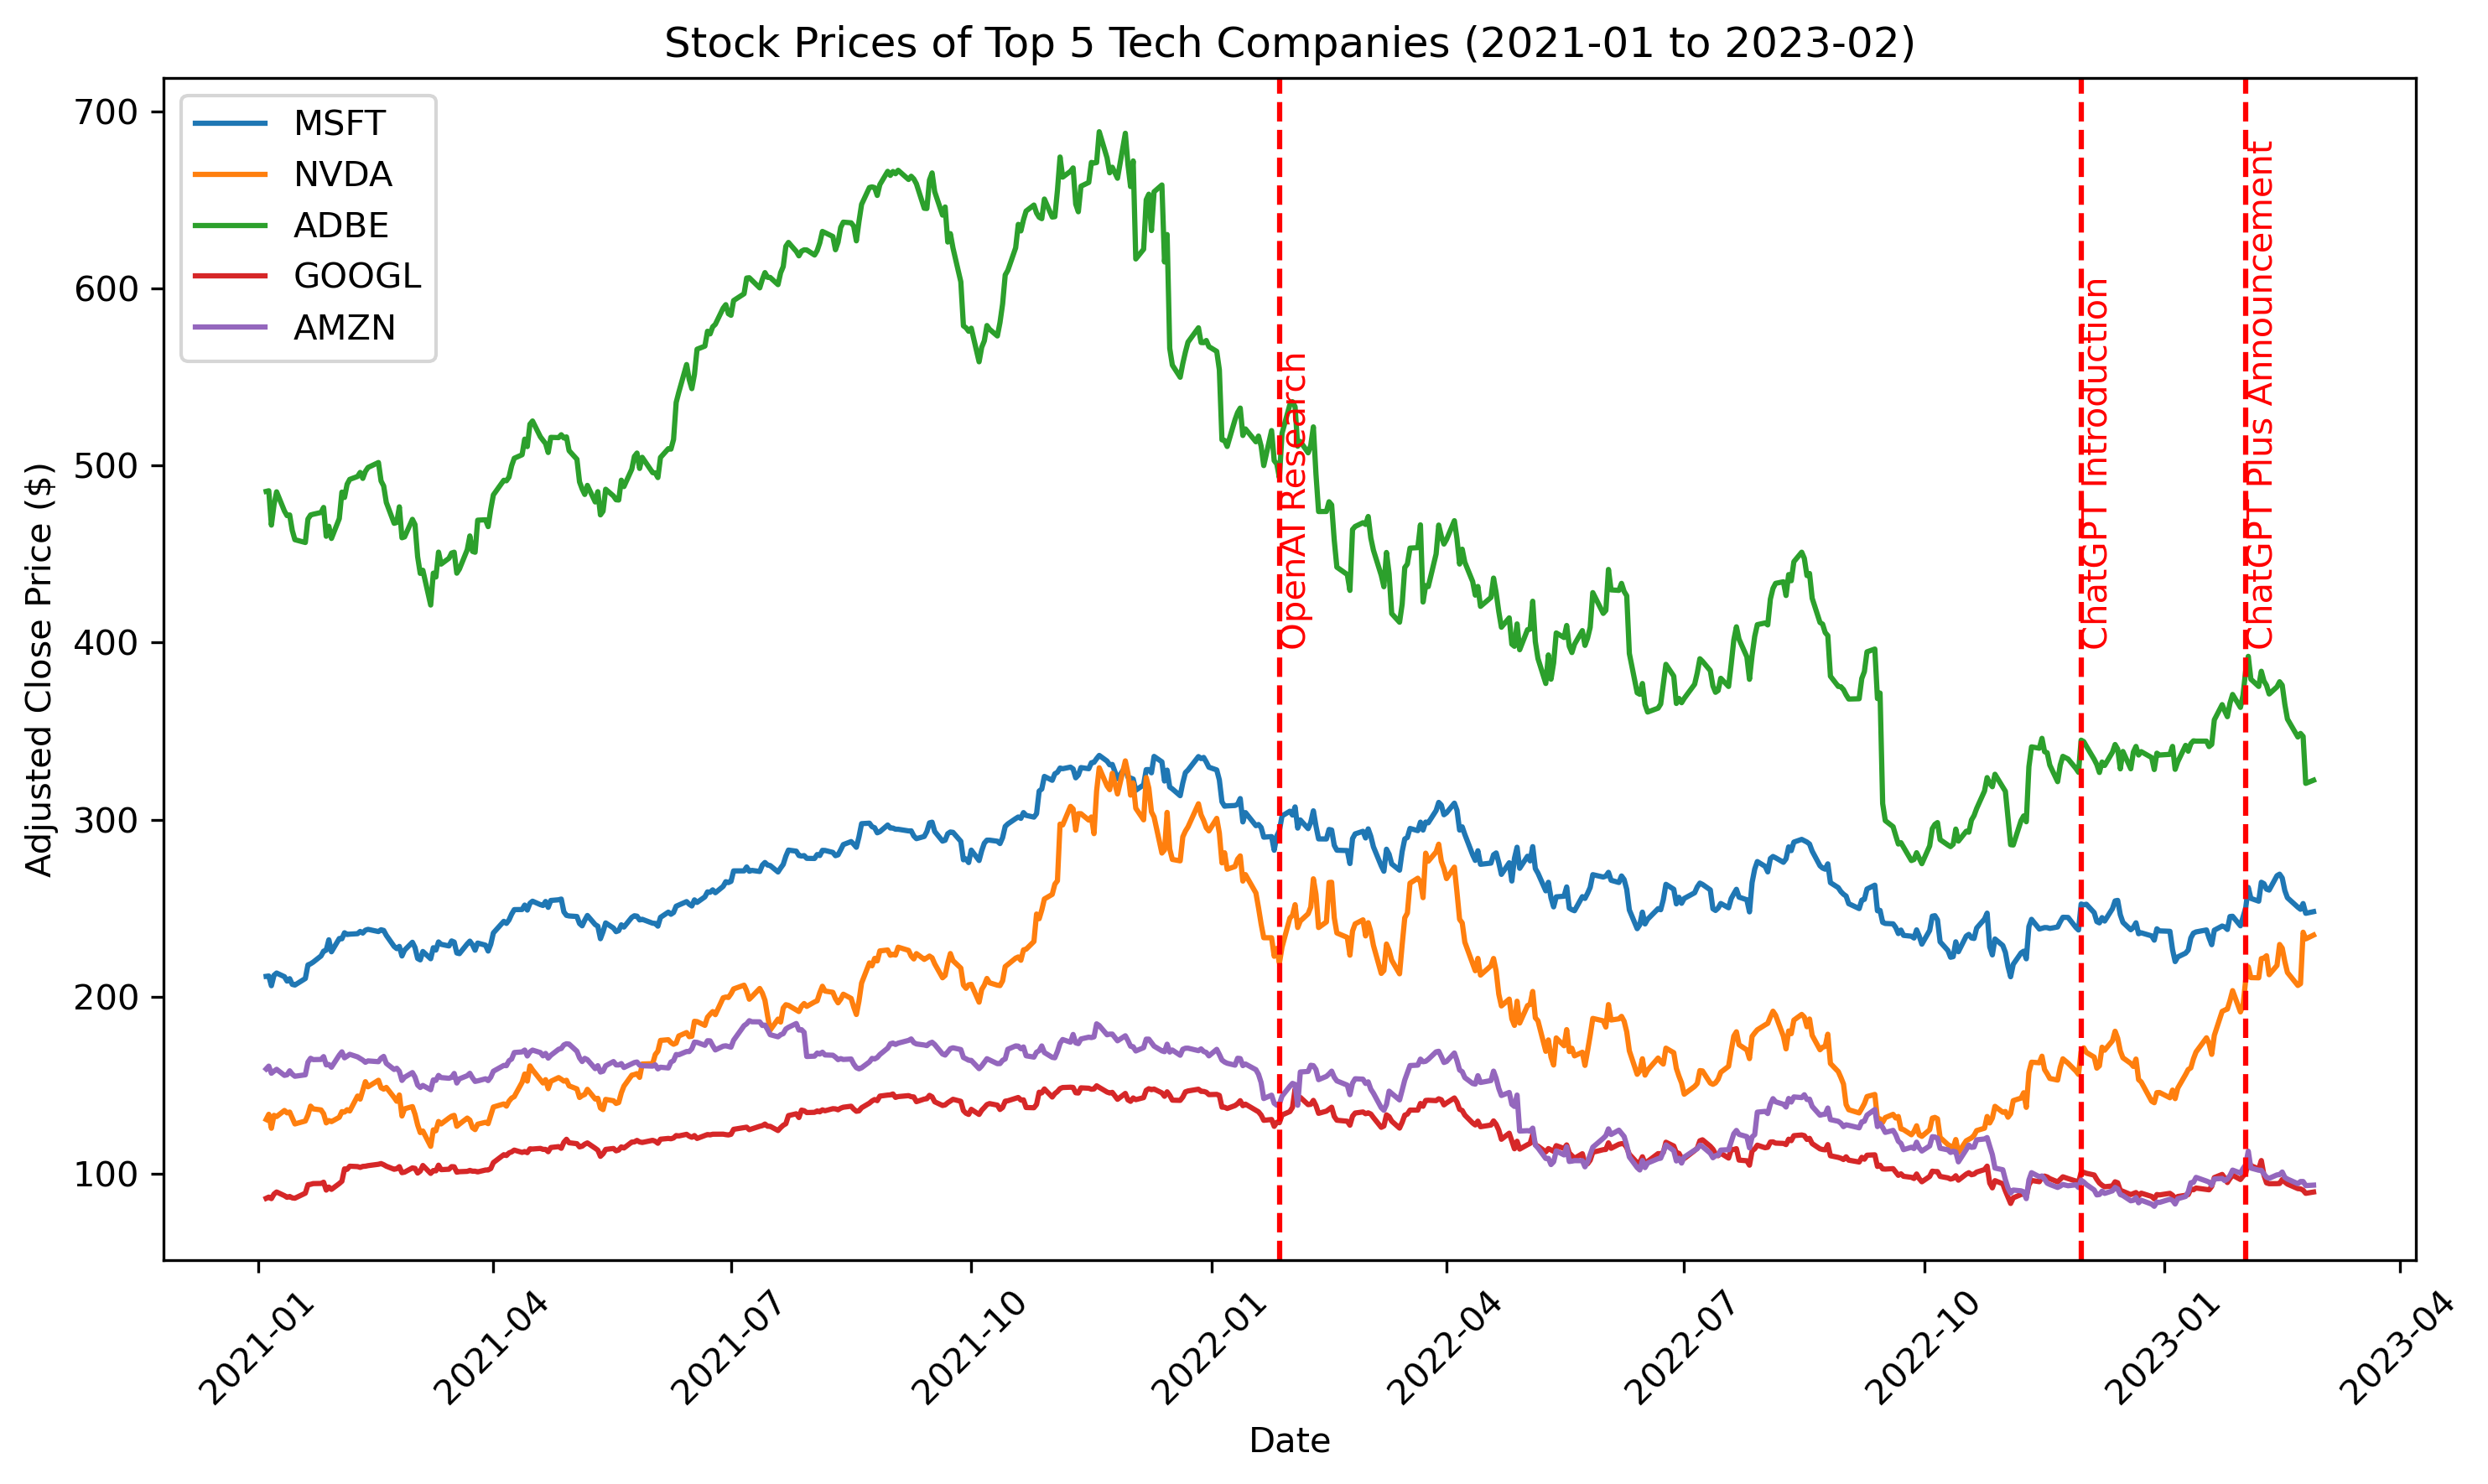 Stock Prices of Top 5 Tech Companies (2021-01 to 2023-02)
MSFT
NVDA
ADBE
GOOGL
AMZN
Adjusted Close Price ($)
700
600
500
400
300
200
100
OpenAI Research
ChatGPT Introduction
ChatGPT Plus Announcement
2021-01
2021-04
2021-07
2021-10
2022-01
2022-04
2022-07
2022-10
2023-01
2023-04
Date